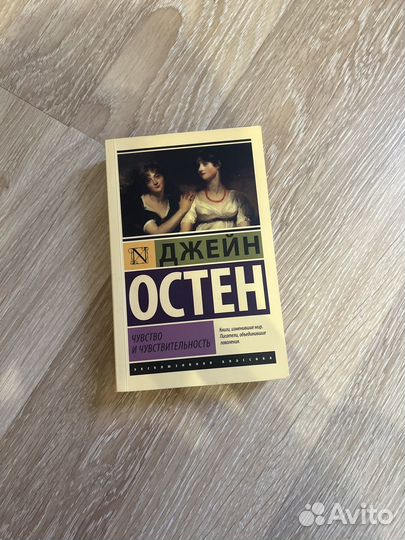 N
ДЖЕЙН
ОСТЕН
ЧУВСТВО
И ЧУВСТВИТЕЛЬНОСТЬ
Книги, изменившие мир.
Писатели, объединившие
поколения.
ЭКСКЛЮЗИВНАЯ КЛАССИКА
Avito